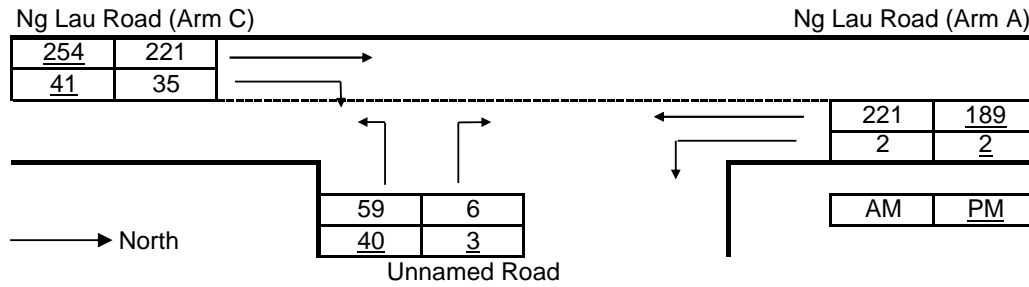 Ng Lau Road (Arm C) Ng Lau Road (Arm A)
254 221
41 35
221 189
2 2
59 6
AM PM
40 3
North
Unnamed Road